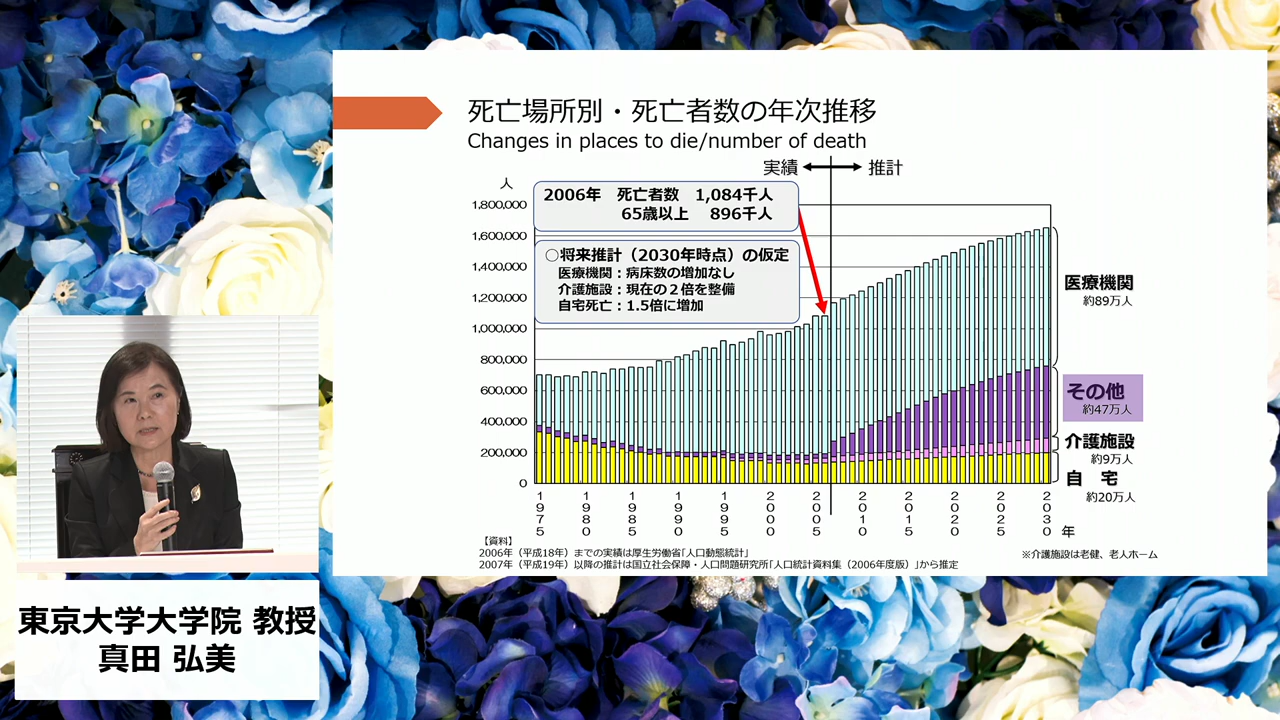 死亡場所別・死亡者数の年次推移
Changes in places to die/number of death
実績 推計
人
2006年 死亡者数 1,084千人
65歳以上 896千人
○将来推計（2030年時点）の仮定
医療機関：病床数の増加なし
介護施設：現在の２倍を整備
自宅死亡：1.5倍に増加
1,800,000
1,600,000
1,400,000
1,200,000
1,000,000
800,000
600,000
400,000
200,000
0
医療機関
約89万人
その他
約47万人
介護施設
約9万人
自 宅
約20万人
1975 1980 1985 1990 1995 2000 2005 2010 2015 2020 2025 2030 年
【資料】
2006年（平成18年）までの実績は厚生労働省「人口動態統計」
2007年（平成19年）以降の推計は国立社会保障・人口問題研究所「人口統計資料集（2006年度版）」から推定
※介護施設は老健、老人ホーム
東京大学大学院 教授
真田 弘美